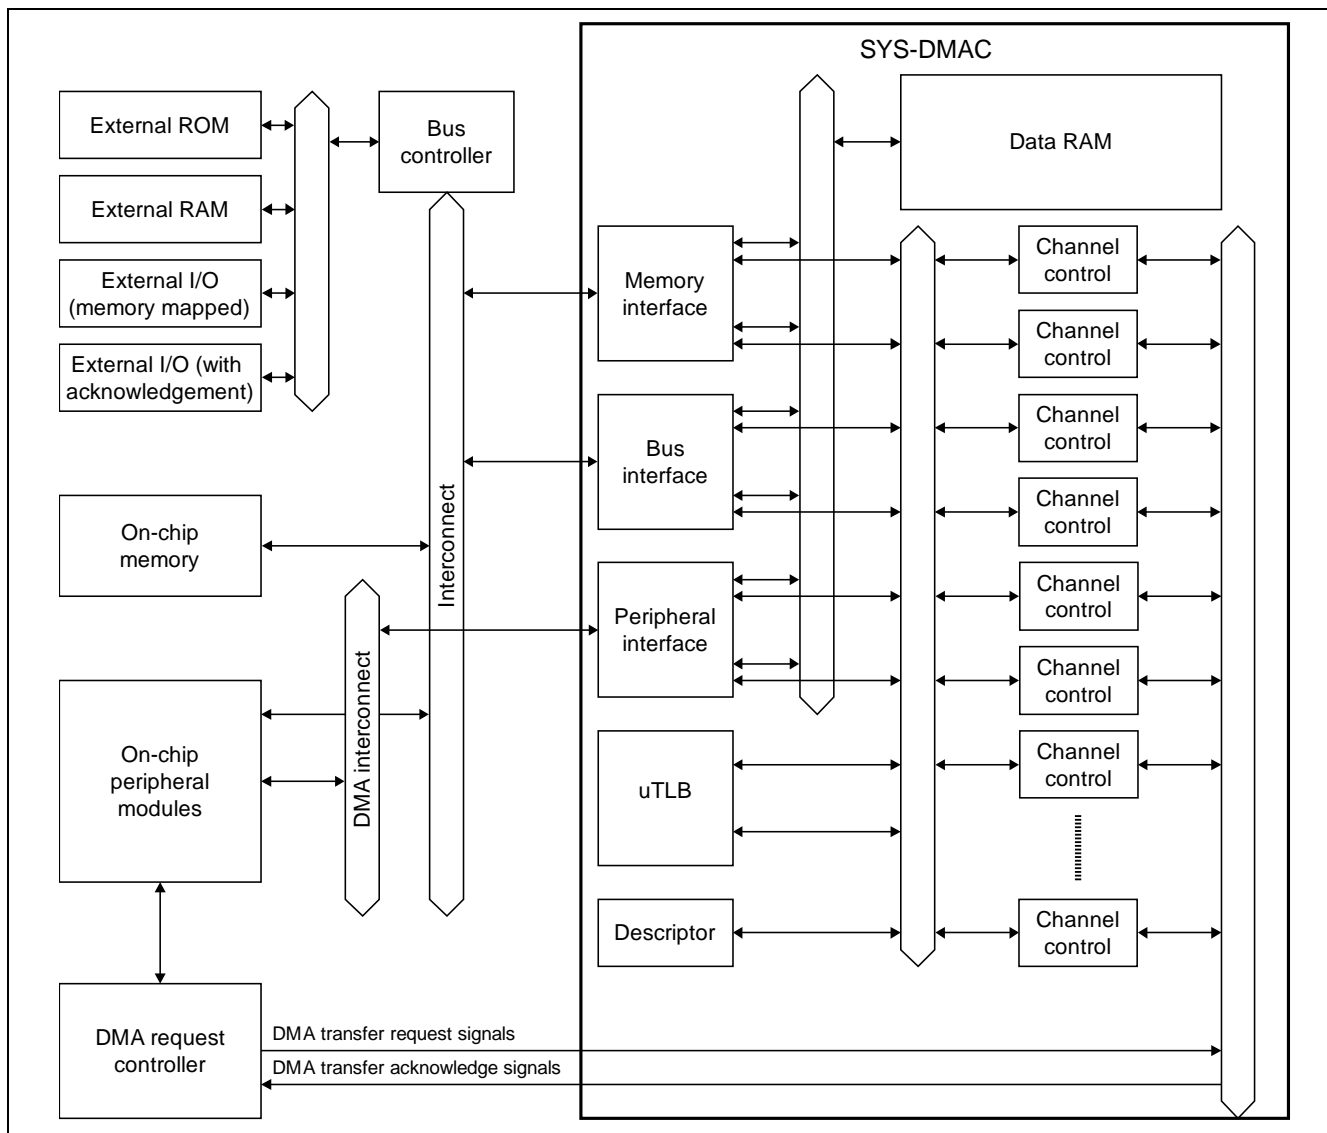 SYS-DMAC
External ROM
Bus
controller
Data RAM
External RAM
External I/O
(memory mapped)
External I/O (with
acknowledgement)
Memory
interface
Channel
control
Channel
control
Bus
interface
Channel
control
Channel
control
On-chip
memory
Interconnect
Peripheral
interface
Channel
control
Channel
control
DMA interconnect
On-chip
peripheral
modules
uTLB
Channel
control
Descriptor
Channel
control
DMA request
controller
DMA transfer request signals
DMA transfer acknowledge signals